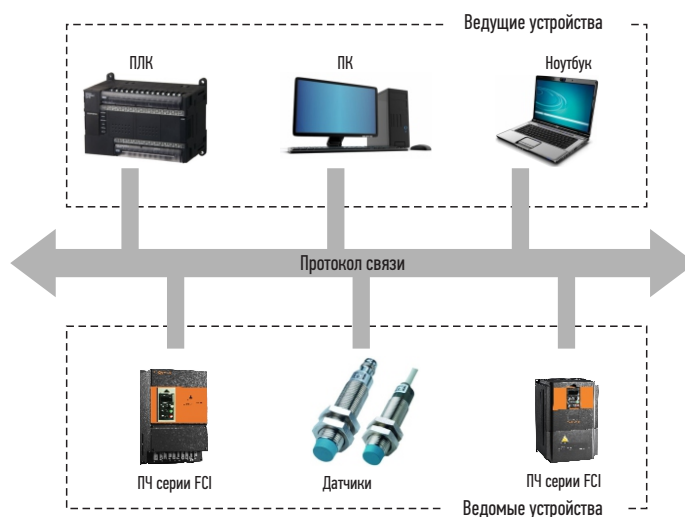 Ведущие устройства
ПЛК
ПК
Ноутбук
Протокол связи
ПЧ серии FCI
Датчики
ПЧ серии FCI
Ведомые устройства